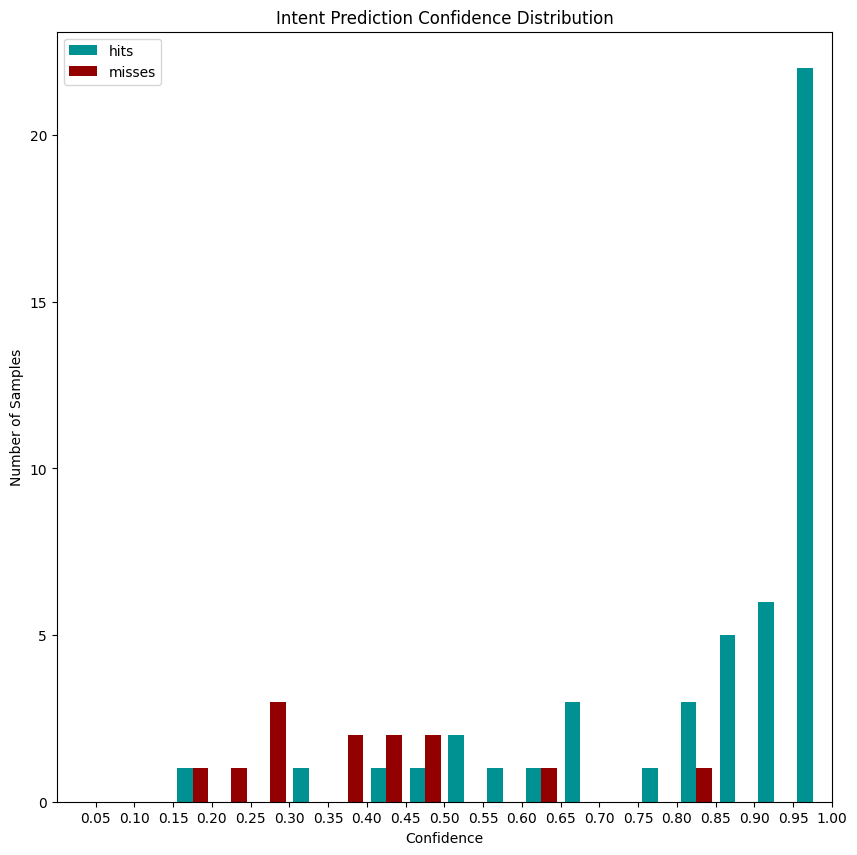 Intent Prediction Confidence Distribution
hits
misses
Number of Samples
20
15
10
5
0
0.05 0.10 0.15 0.20 0.25 0.30 0.35 0.40 0.45 0.50 0.55 0.60 0.65 0.70 0.75 0.80 0.85 0.90 0.95 1.00
Confidence